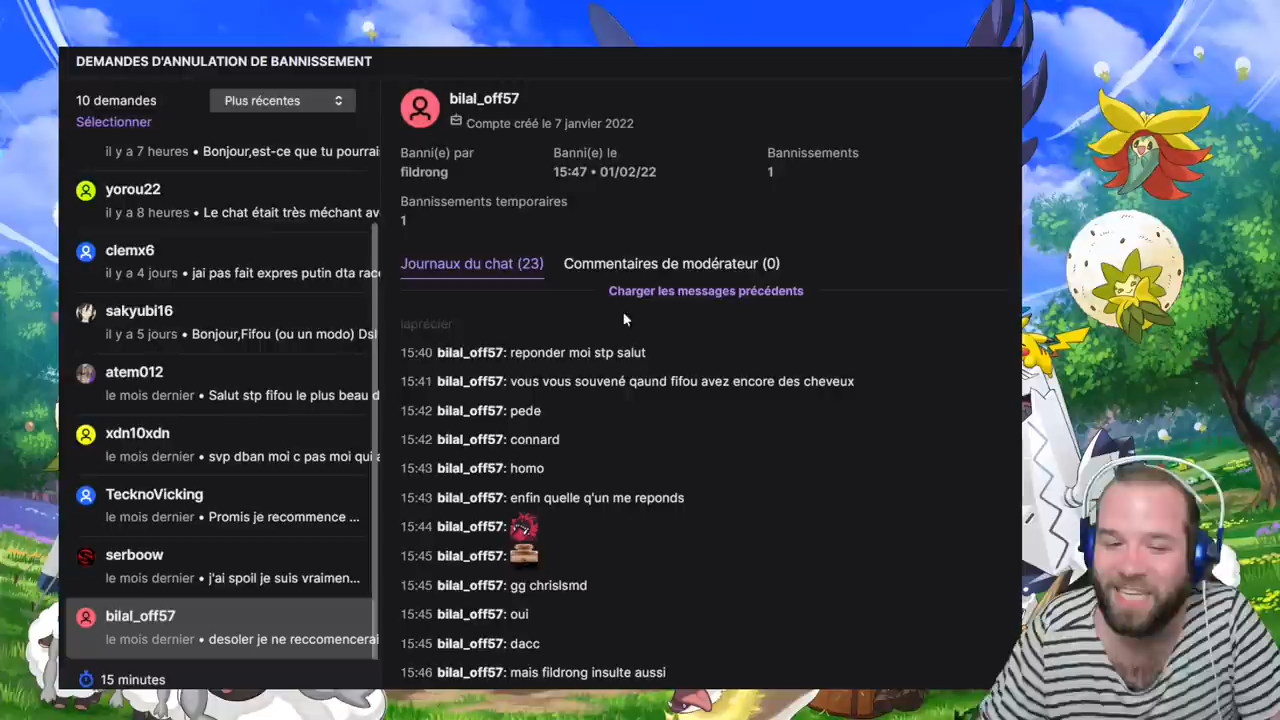 DEMANDES D'ANNULATION DE BANNISSEMENT
10 demandes
Plus récentes
Sélectionner
il y a 7 heures • Bonjour,est-ce que tu pourrai
yorou22
il y a 8 heures • Le chat était très méchant av
clemx6
il y a 4 jours • jai pas fait expres putin dta race
sakyubi16
il y a 5 jours • Bonjour,Fifou (ou un modo) Dsl
atem012
le mois dernier • Salut stp fifou le plus beau d
xdn10xdn
le mois dernier • svp dban moi c pas moi qui a
TecknoVicking
le mois dernier • Promis je recommence ...
serboow
le mois dernier • j'ai spoil je suis vraimen...
bilal_off57
le mois dernier • desoler je ne reccomencerai
15 minutes
bilal_off57
Compte créé le 7 janvier 2022
Banni(e) par
fildrong
Banni(e) le
15:47 • 01/02/22
Bannissements
1
Bannissements temporaires
1
Journaux du chat (23)
Commentaires de modérateur (0)
Charger les messages précédents
15:40 bilal_off57: reponder moi stp salut
15:41 bilal_off57: vous vous souvené qaund fifou avez encore des cheveux
15:42 bilal_off57: pede
15:42 bilal_off57: connard
15:43 bilal_off57: homo
15:43 bilal_off57: enfin quelle q'un me reponds
15:44 bilal_off57:
15:45 bilal_off57:
15:45 bilal_off57: gg chrislsmd
15:45 bilal_off57: oui
15:45 bilal_off57: dacc
15:46 bilal_off57: mais fildrong insulte aussi